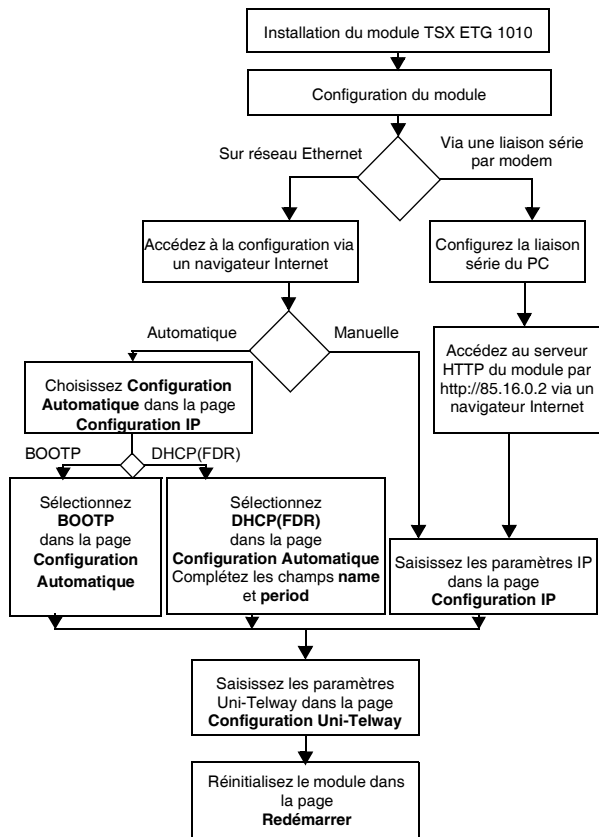 Installation du module TSX ETG 1010
Configuration du module
Sur réseau Ethernet
Via une liaison série
par modem
Accédez à la configuration via
un navigateur Internet
Configurez la liaison
série du PC
Automatique
Manuelle
Accédez au serveur
HTTP du module par
http://85.16.0.2 via un
navigateur Internet
Choisissez Configuration
Automatique dans la page
Configuration IP
BOOTP
DHCP(FDR)
Sélectionnez
BOOTP
dans la page
Configuration
Automatique
Sélectionnez
DHCP(FDR)
dans la page
Configuration Automatique
Complétez les champs name
et period
Saisissez les paramètres IP
dans la page
Configuration IP
Saisissez les paramètres
Uni-Telway dans la page
Configuration Uni-Telway
Réinitialisez le module dans
la page
Redémarrer